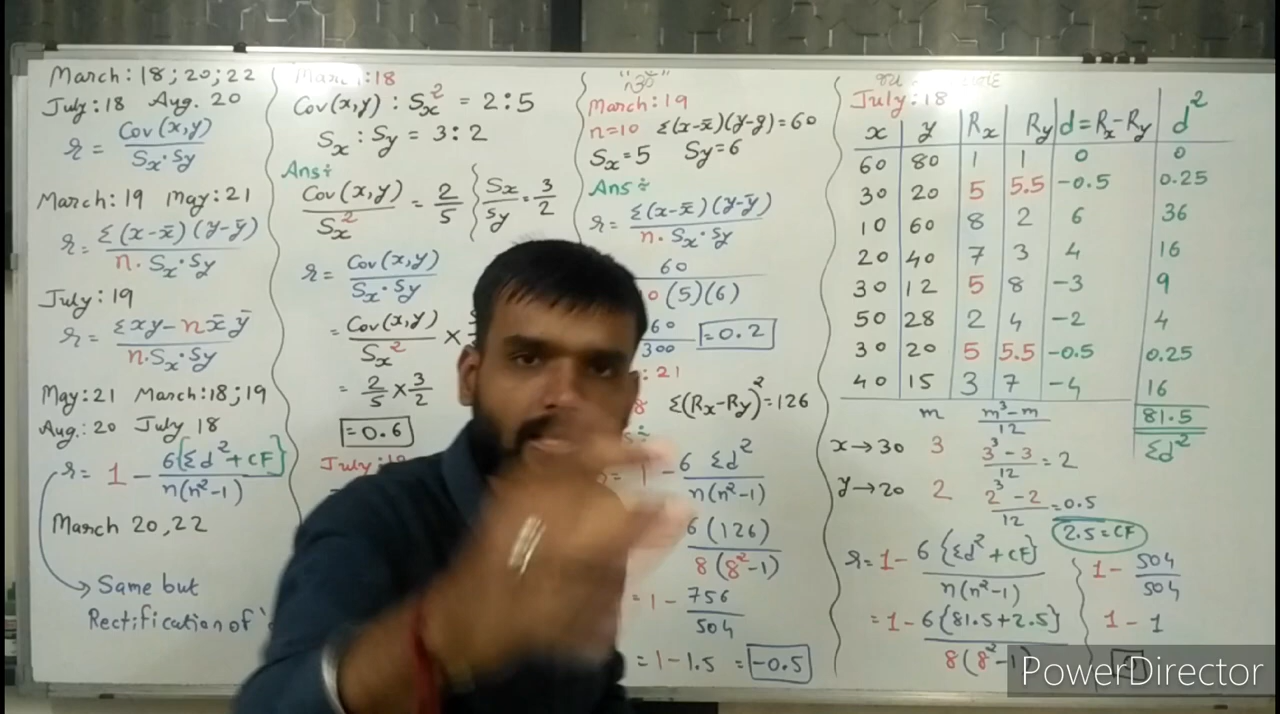 March: 18 ; 20 ; 22
July: 18 Aug. 20
r = Cov(x,y) / Sx · Sy
March: 19 May: 21
r = Σ(x-x̄)(y-ȳ) / n · Sx · Sy
July: 19
r = Σxy - n x̄ ȳ / n · Sx · Sy
May: 21 March: 18 ; 19
Aug: 20 July 18
r = 1 - 6{Σd² + CF} / n(n²-1)
March 20, 22
→ Same but
Rectification of
March: 18
Cov(x,y) : Sx² = 2:5
Sx : Sy = 3:2
Ans ÷
Cov(x,y) / Sx² = 2/5 } Sx/Sy = 3/2
r = Cov(x,y) / Sx · Sy
= Cov(x,y) / Sx² ×
= 2/5 × 3/2
= 0.6
March: 19
n=10 Σ(x-x̄)(y-ȳ) = 60
Sx = 5 Sy = 6
Ans ÷
r = Σ(x-x̄)(y-ȳ) / n · Sx · Sy
60
(5)(6)
60 / 300 = 0.2
: 21
Σ(Rx-Ry)² = 126
1 - 6 Σd² / n(n²-1)
6(126) / 8(8²-1)
= 1 - 756 / 504
= 1 - 1.5 = -0.5
July: 18
x y Rx Ry d=Rx-Ry d²
60 80 1 1 0 0
30 20 5 5.5 -0.5 0.25
10 60 8 2 6 36
20 40 7 3 4 16
30 12 5 8 -3 9
50 28 2 4 -2 4
30 20 5 5.5 -0.5 0.25
40 15 3 7 -4 16
81.5
Σd²
m m³-m / 12
x → 30 3 3³-3 / 12 = 2
y → 20 2 2³-2 / 12 = 0.5
2.5 = CF
r = 1 - 6{Σd² + CF} / n(n²-1)
= 1 - 6{81.5+2.5} / 8(8²-1
1 - 504 / 504
1 - 1
PowerDirector